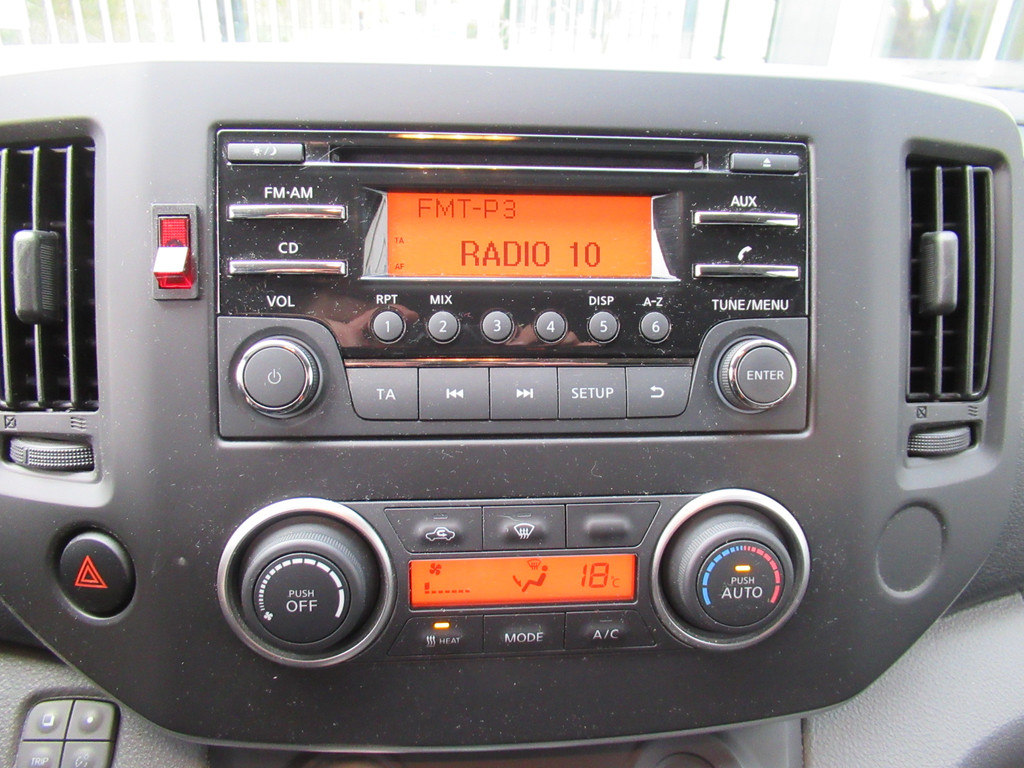 FM·AM
CD
VOL
FMT-P3
TA
AF
RADIO 10
AUX
TUNE/MENU
RPT MIX DISP A-Z
1 2 3 4 5 6
TA
SETUP
ENTER
PUSH
OFF
18°C
PUSH
AUTO
HEAT
MODE
A/C
TRIP